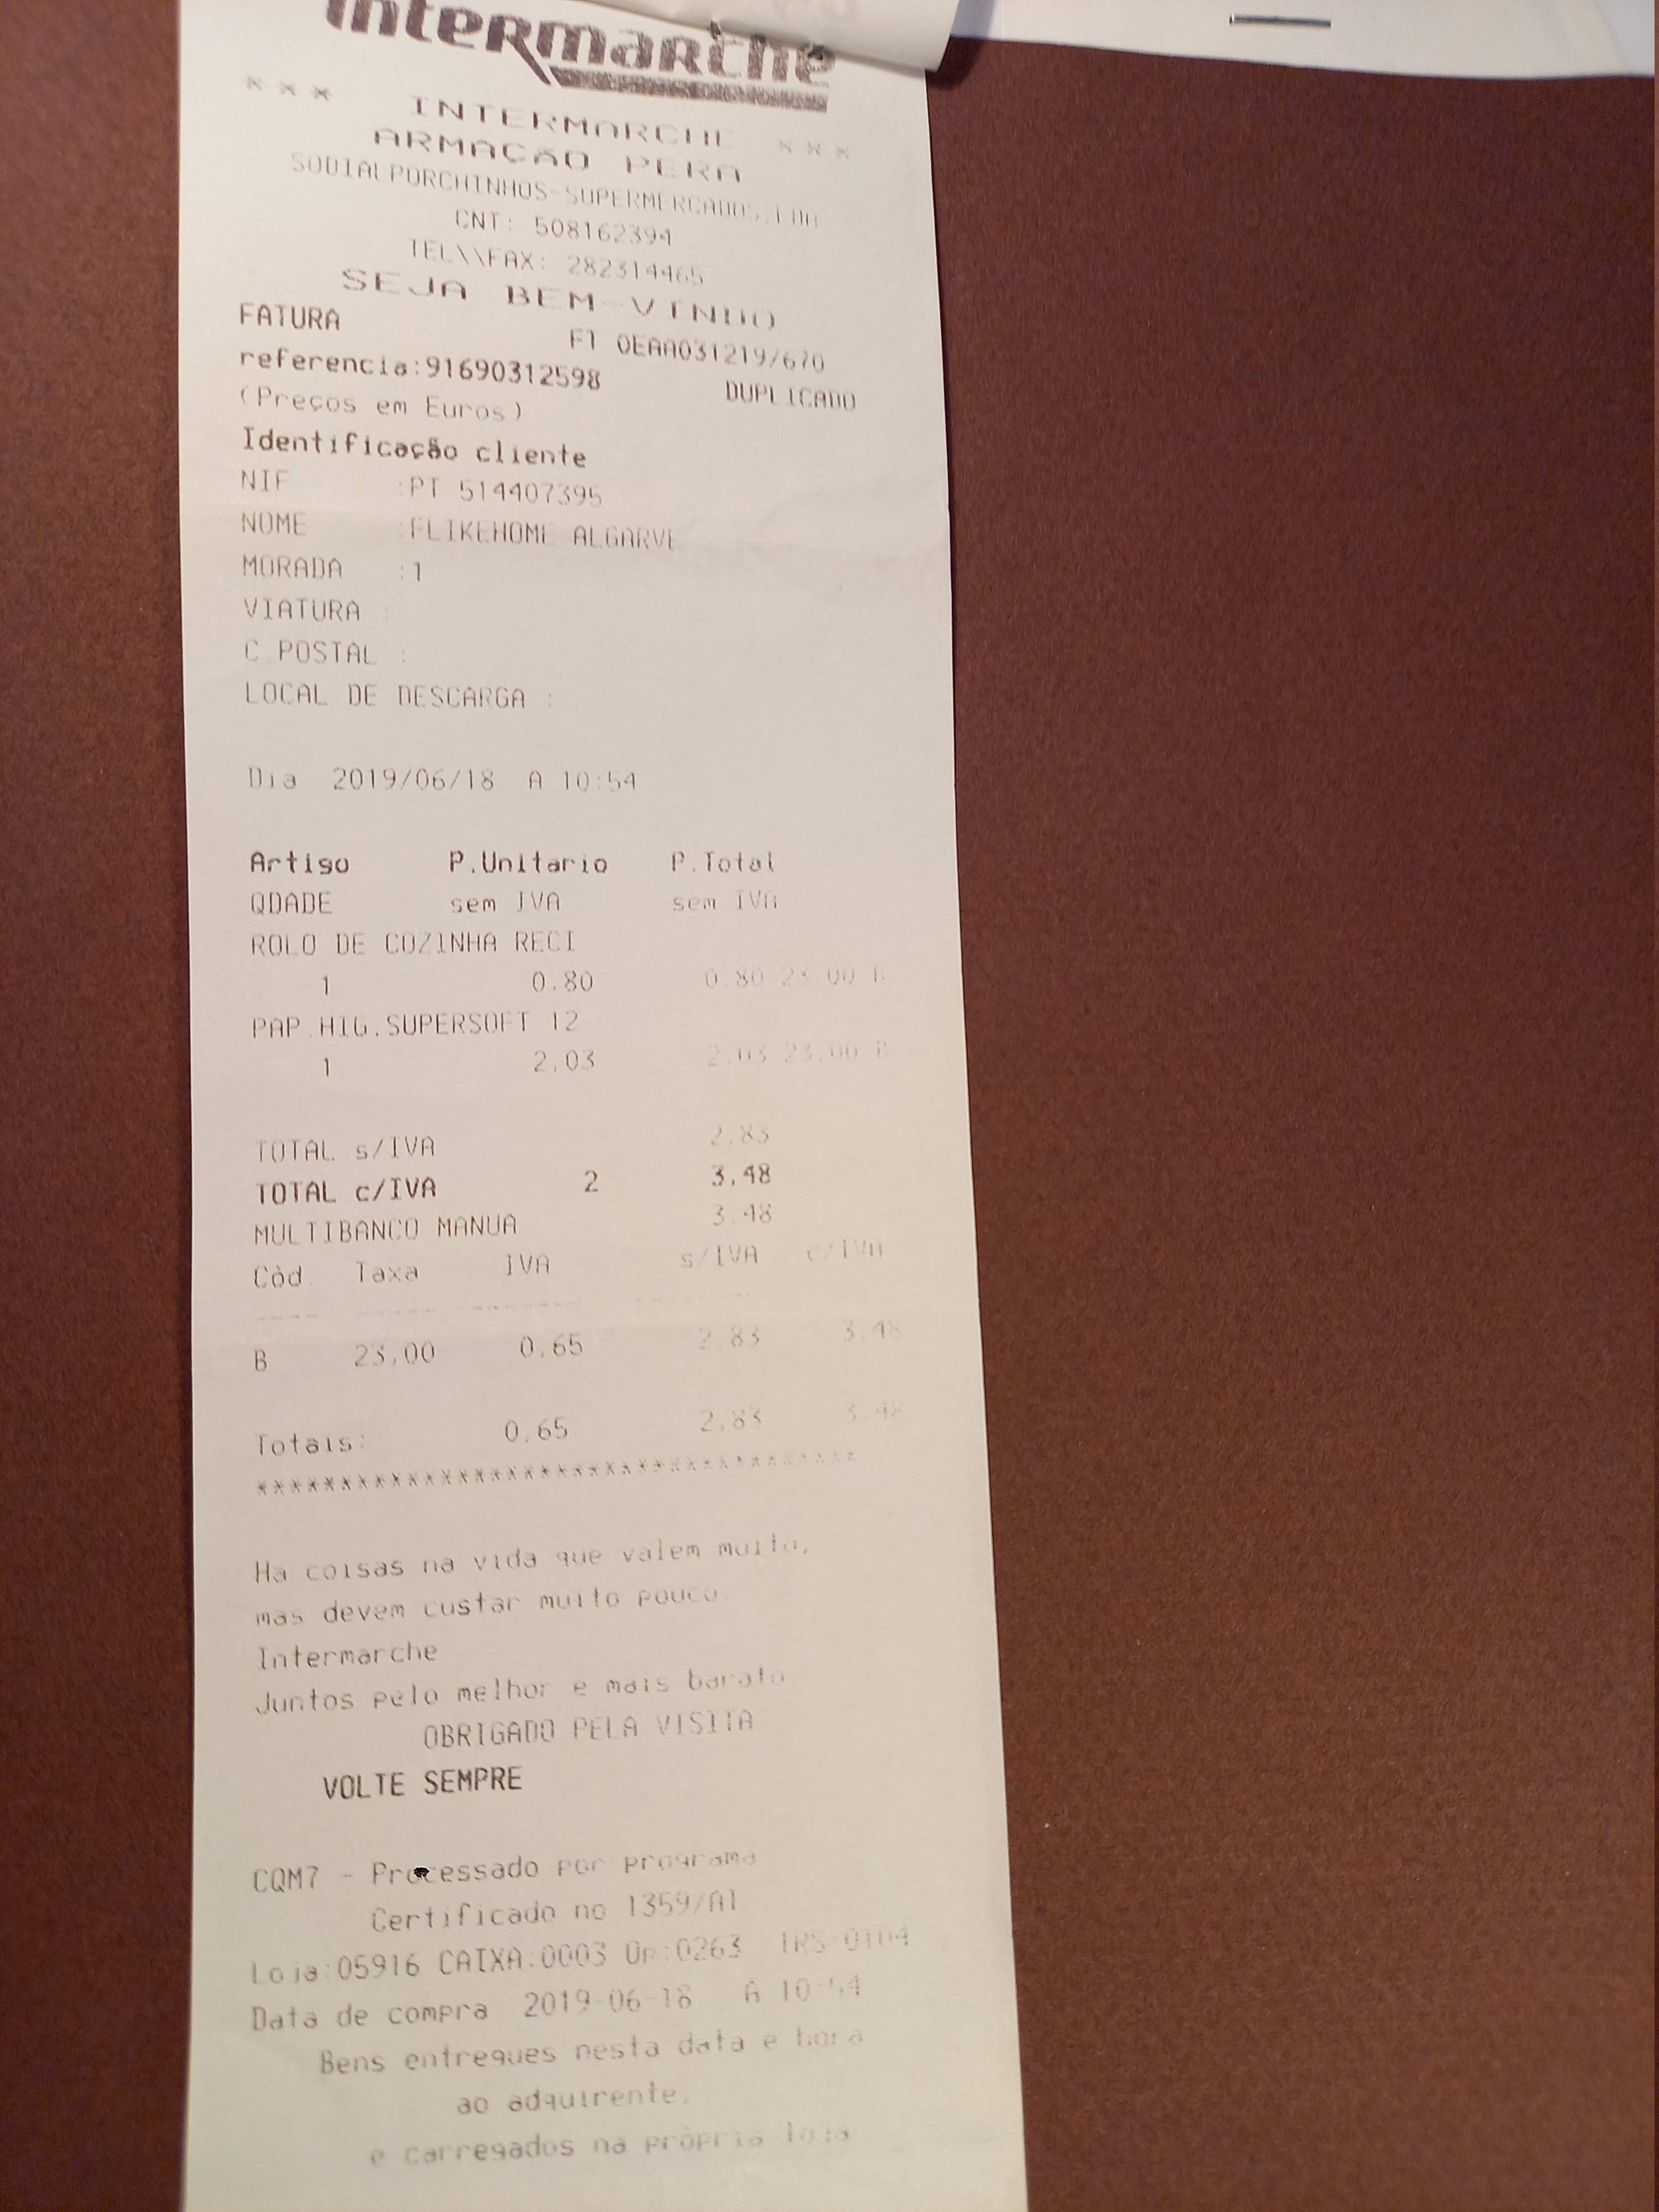 Intermarche
*** INTERMARCHE ***
ARMAÇÃO PERA
SODIALPORCHINHOS-SUPERMERCADOS,LDA
CNT: 508162394
TEL\\FAX: 282314465
SEJA BEM-VINDO
FATURA FT 0EAA031219/670
referencia:91690312598 DUPLICADO
(Preços em Euros)
Identificação cliente
NIF :PT 514407395
NOME :FLIKEHOME ALGARVE
MORADA :1
VIATURA :
C.POSTAL :
LOCAL DE DESCARGA :
Dia 2019/06/18 A 10:54
Artigo P.Unitario P.Total
QDADE sem IVA sem IVA
ROLO DE COZINHA RECI
1 0,80 0,80 23,00 B
PAP.HIG.SUPERSOFT 12
1 2,03 2,03 23,00 B
TOTAL s/IVA 2,83
TOTAL c/IVA 2 3,48
MULTIBANCO MANUA 3,48
Cód. Taxa IVA s/IVA c/IVA
B 23,00 0,65 2,83 3,48
Totais: 0,65 2,83 3,48
*************************************
Ha coisas na vida que valem muito,
mas devem custar muito pouco.
Intermarche
Juntos pelo melhor e mais barato
OBRIGADO PELA VISITA
VOLTE SEMPRE
CQM7 - Processado por programa
Certificado no 1359/AT
Loja:05916 CAIXA:0003 Op:0263 TRS:0104
Data de compra 2019-06-18 A 10:54
Bens entregues nesta data e hora
ao adquirente,
e carregados na própria loja